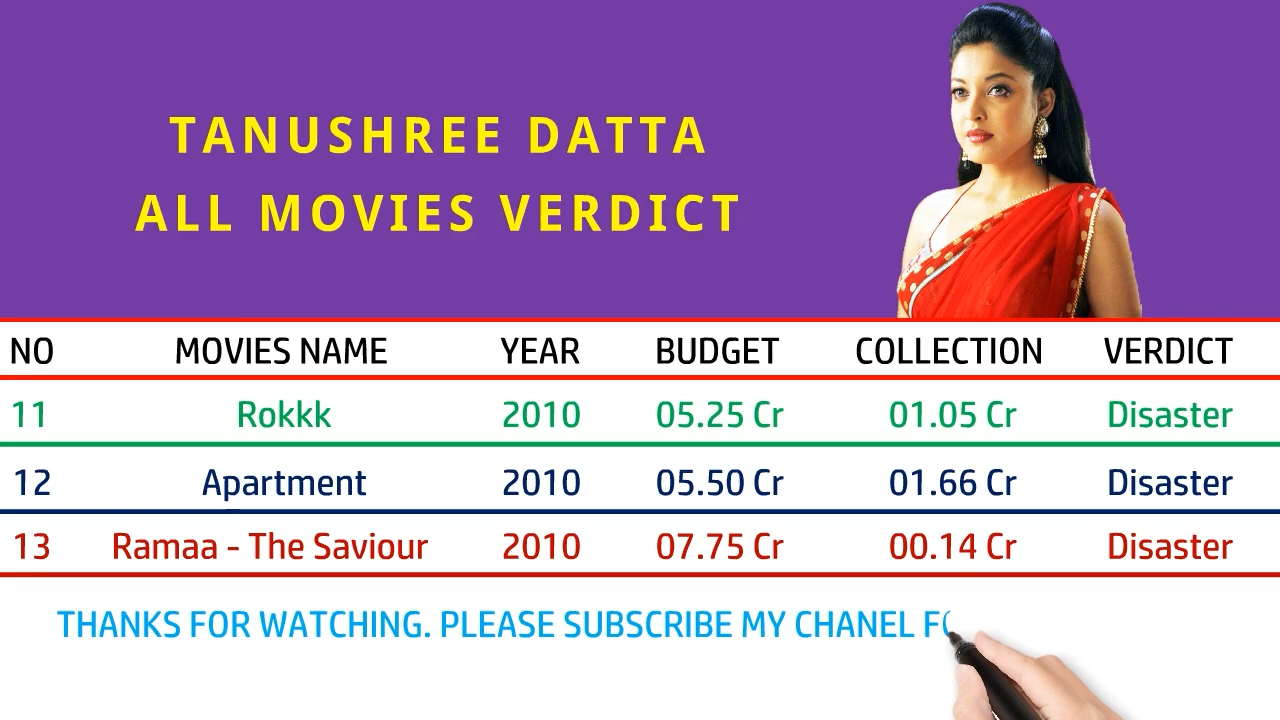 TANUSHREE DATTA
ALL MOVIES VERDICT
NO MOVIES NAME YEAR BUDGET COLLECTION VERDICT
11 Rokkk 2010 05.25 Cr 01.05 Cr Disaster
12 Apartment 2010 05.50 Cr 01.66 Cr Disaster
13 Ramaa - The Saviour 2010 07.75 Cr 00.14 Cr Disaster
THANKS FOR WATCHING. PLEASE SUBSCRIBE MY CHANEL